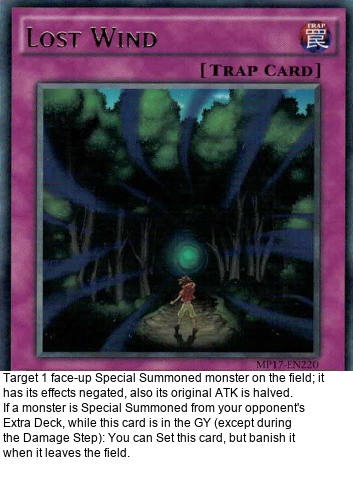 Lost Wind
TRAP
罠
[Trap Card]
MP17-EN220
Target 1 face-up Special Summoned monster on the field; it
has its effects negated, also its original ATK is halved.
If a monster is Special Summoned from your opponent's
Extra Deck, while this card is in the GY (except during
the Damage Step): You can Set this card, but banish it
when it leaves the field.